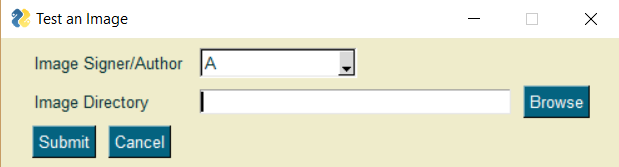 Test an Image
Image Signer/Author A
Image Directory Browse
Submit Cancel